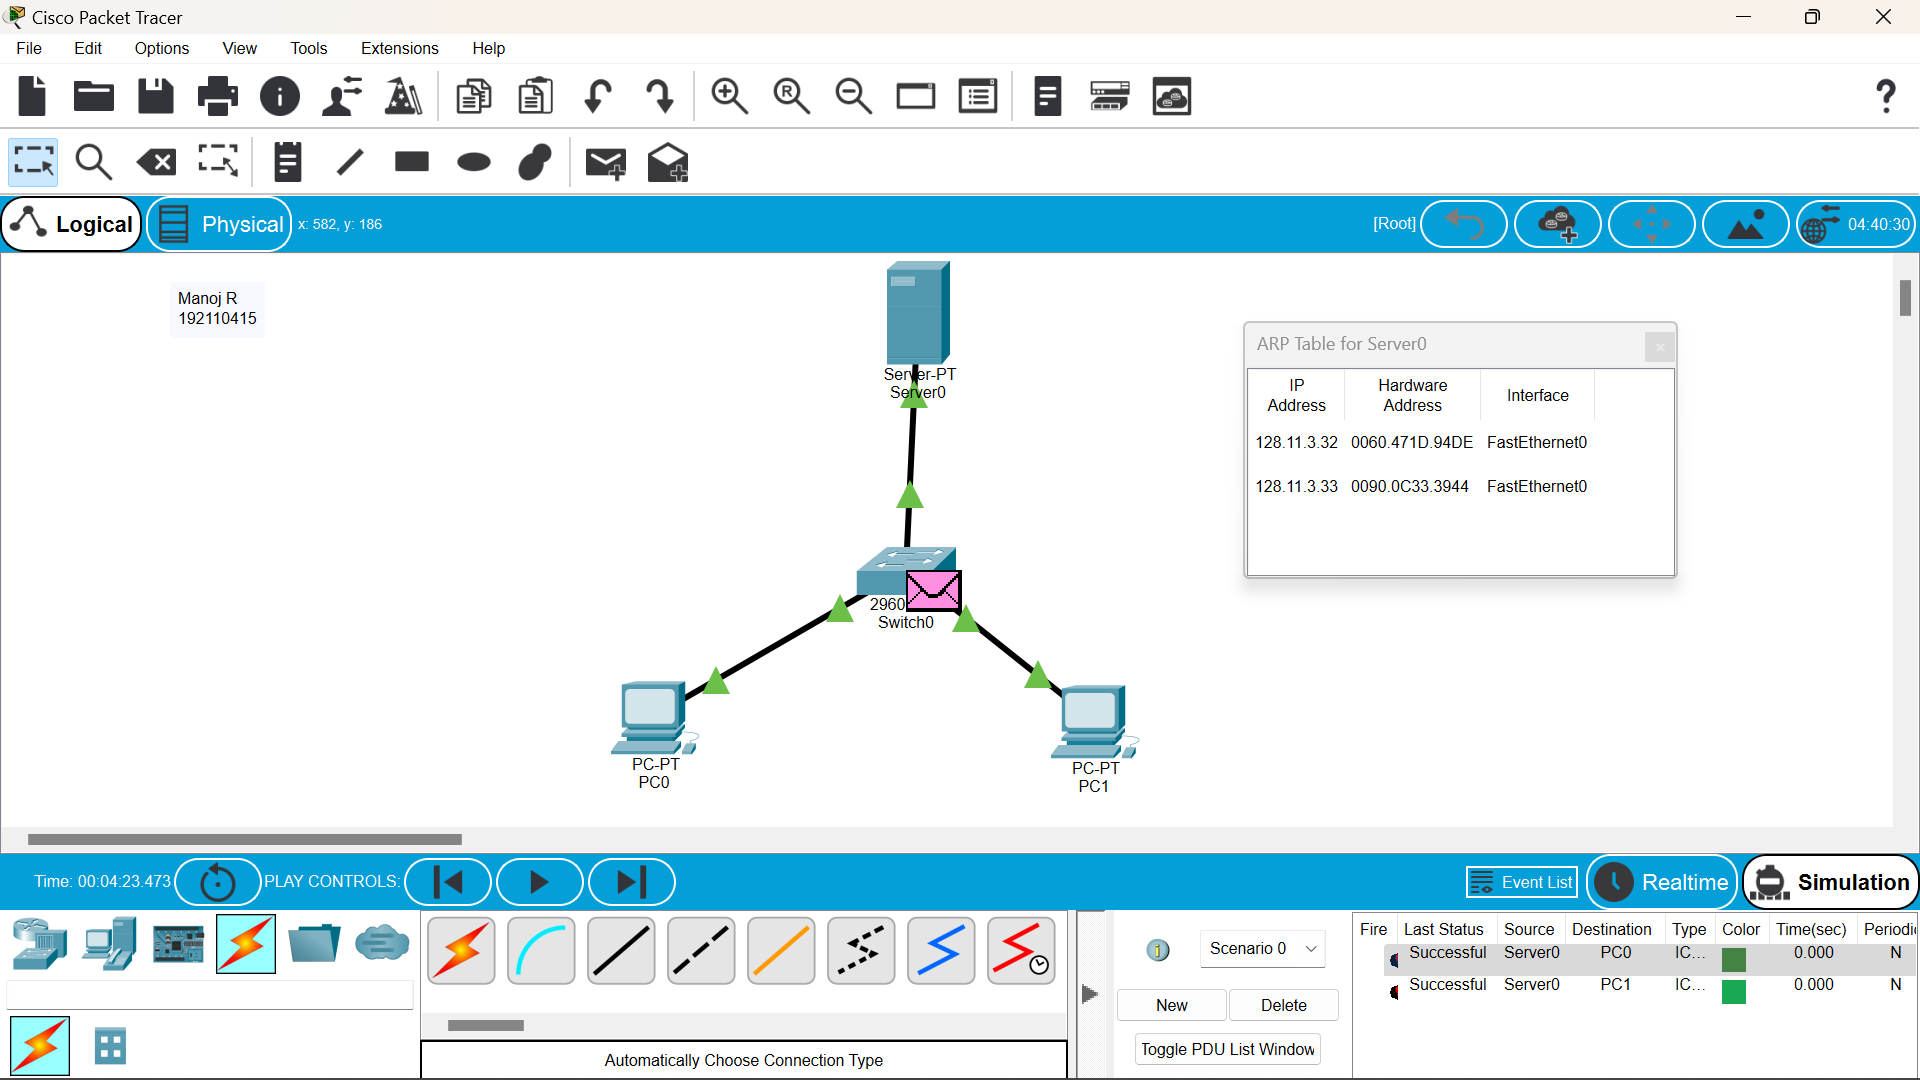 Cisco Packet Tracer
File Edit Options View Tools Extensions Help
Logical Physical x: 582, y: 186 [Root] 04:40:30
Manoj R
192110415
Server-PT
Server0
ARP Table for Server0
IP Address Hardware Address Interface
128.11.3.32 0060.471D.94DE FastEthernet0
128.11.3.33 0090.0C33.3944 FastEthernet0
2960
Switch0
PC-PT
PC0
PC-PT
PC1
Time: 00:04:23.473 PLAY CONTROLS: Event List Realtime Simulation
Scenario 0
New Delete
Toggle PDU List Window
Automatically Choose Connection Type
Fire Last Status Source Destination Type Color Time(sec) Periodi
Successful Server0 PC0 IC... 0.000 N
Successful Server0 PC1 IC... 0.000 N